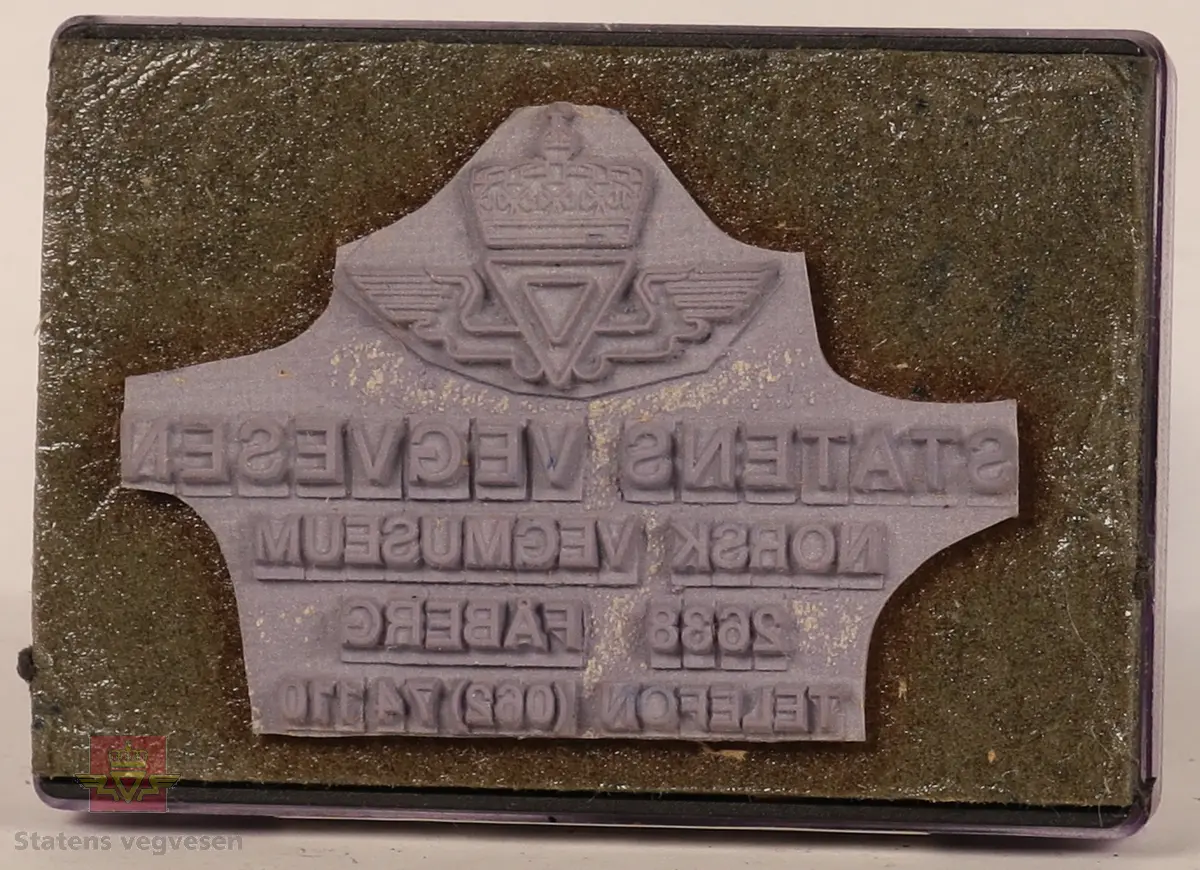 STATENS VEGVESEN
NORSK VEGMUSEUM
2638 FÅBERG
TELEFON (062) 74 110
Statens vegvesen